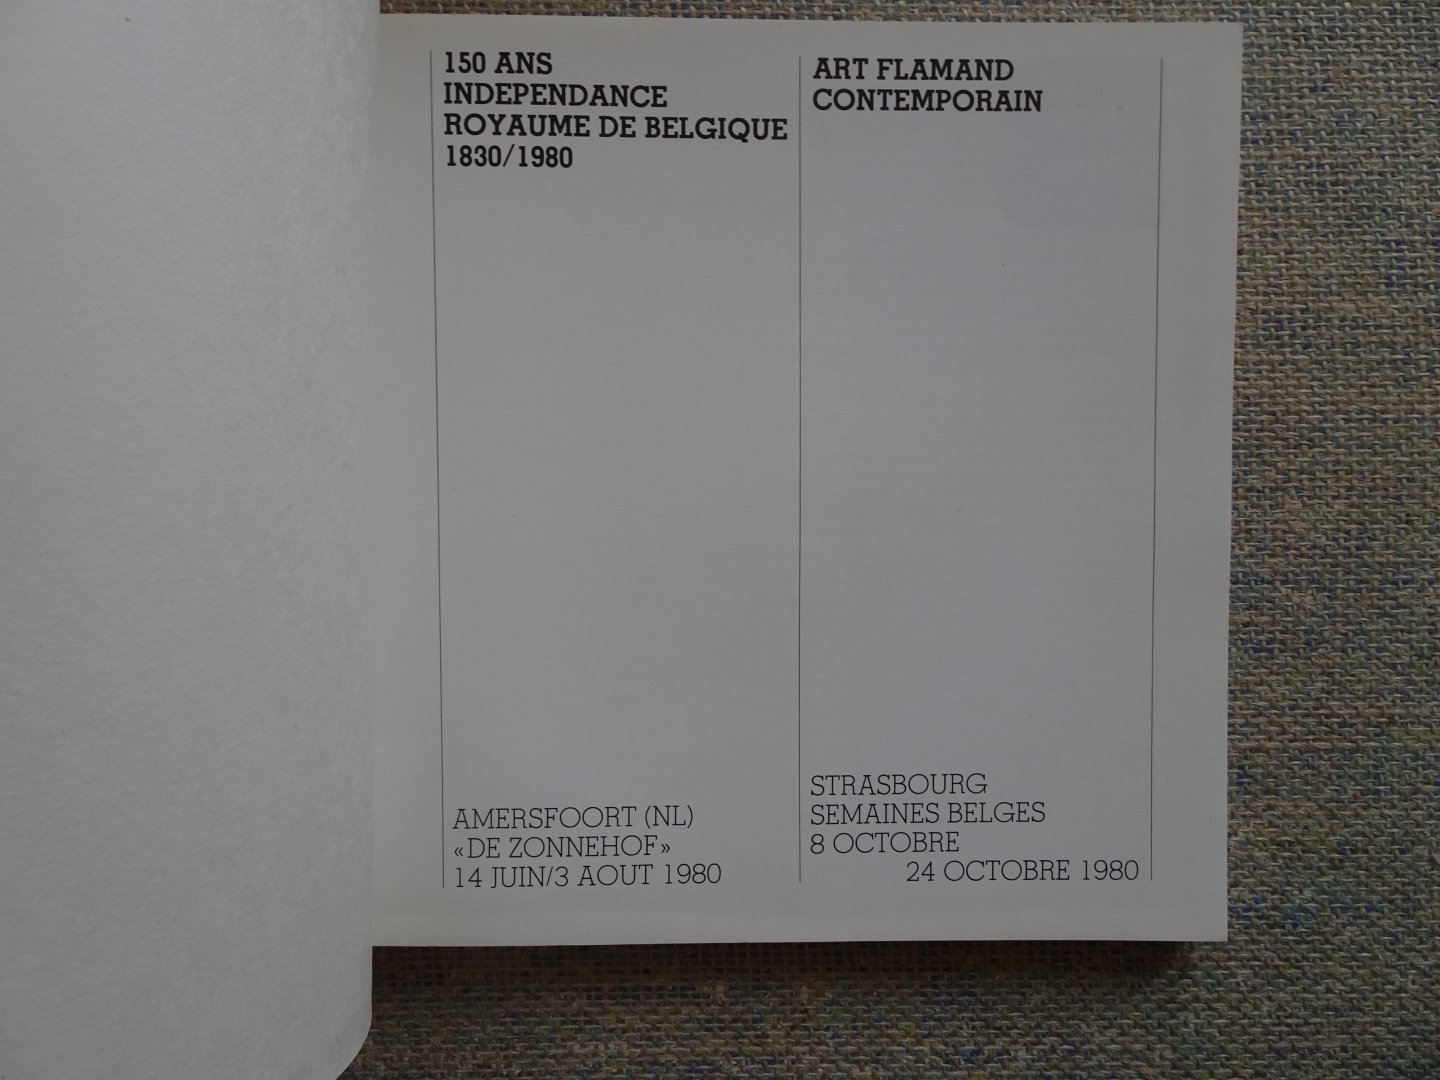 150 ANS
INDEPENDANCE
ROYAUME DE BELGIQUE
1830/1980
ART FLAMAND
CONTEMPORAIN
AMERSFOORT (NL)
«DE ZONNEHOF»
14 JUIN/3 AOUT 1980
STRASBOURG
SEMAINES BELGES
8 OCTOBRE
24 OCTOBRE 1980